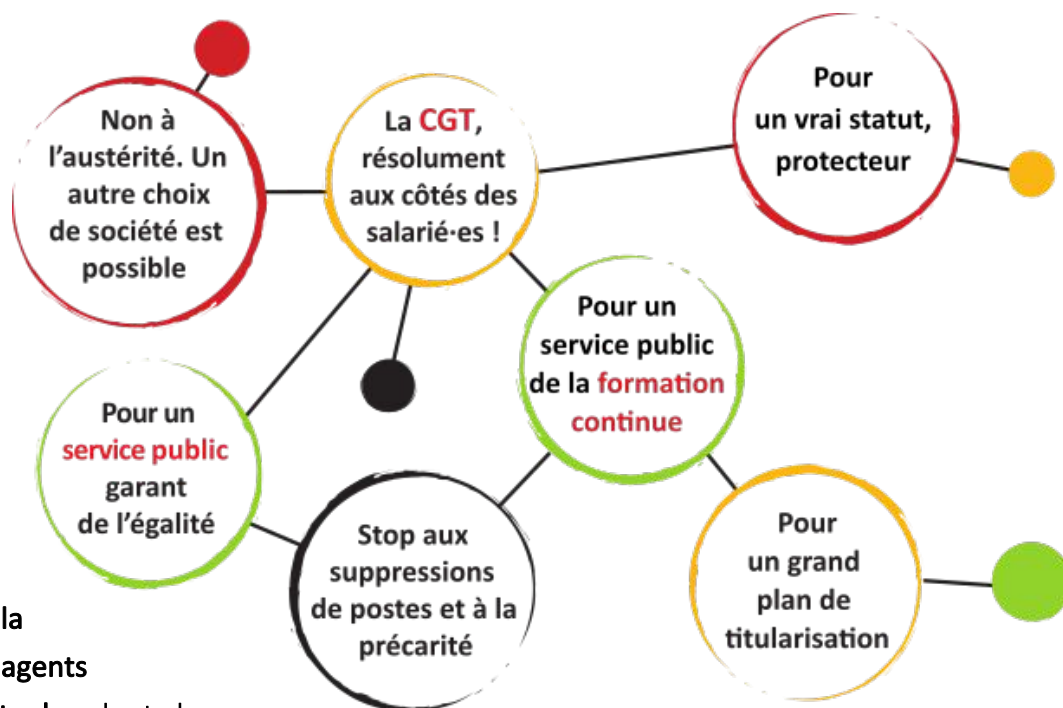 Non à
l'austérité. Un
autre choix
de société est
possible
La CGT,
résolument
aux côtés des
salarié·es !
Pour
un vrai statut,
protecteur
Pour un
service public
de la formation
continue
Pour un
service public
garant
de l'égalité
Stop aux
suppressions
de postes et à la
précarité
Pour
un grand
plan de
titularisation
la
agents